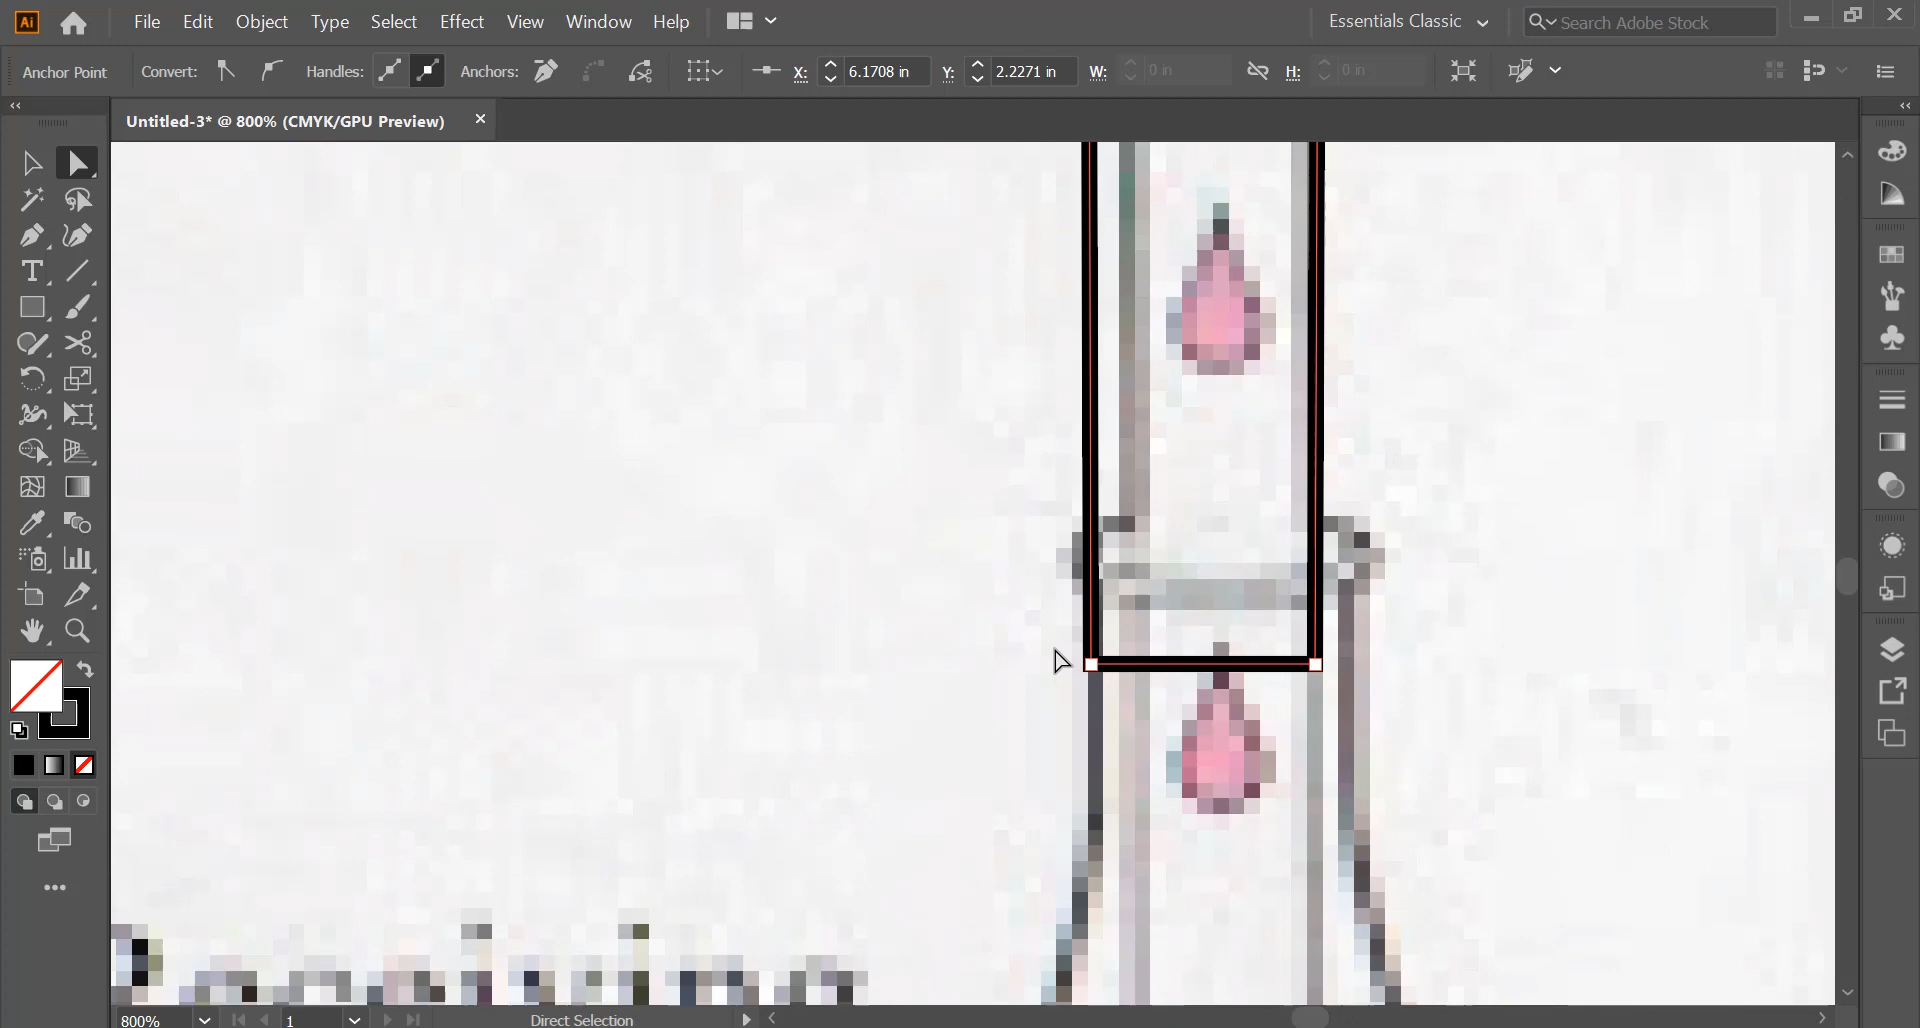 Ai File Edit Object Type Select Effect View Window Help Essentials Classic Search Adobe Stock
Anchor Point Convert: Handles: Anchors: X: 6.1708 in Y: 2.2271 in W: 0 in H: 0 in
Untitled-3* @ 800% (CMYK/GPU Preview)
800% 1 Direct Selection